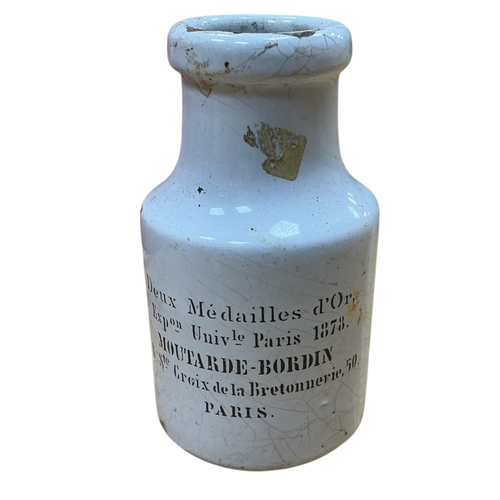 Deux Médailles d'Or
Expon Univle Paris 1878.
MOUTARDE-BORDIN
Ste Croix de la Bretonnerie, 50.
PARIS.